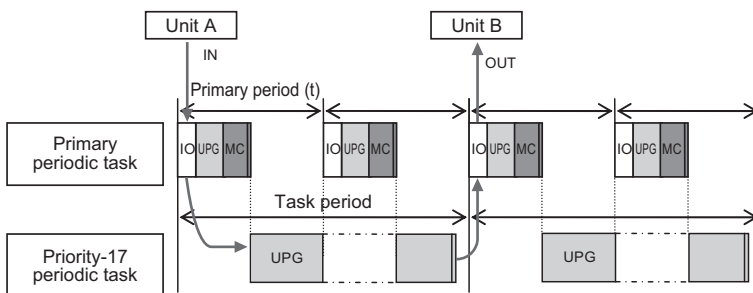 Unit A
Unit B
IN
OUT
Primary period (t)
Primary
periodic task
IO UPG MC
IO UPG MC
IO UPG MC
IO UPG MC
Task period
Priority-17
periodic task
UPG
UPG